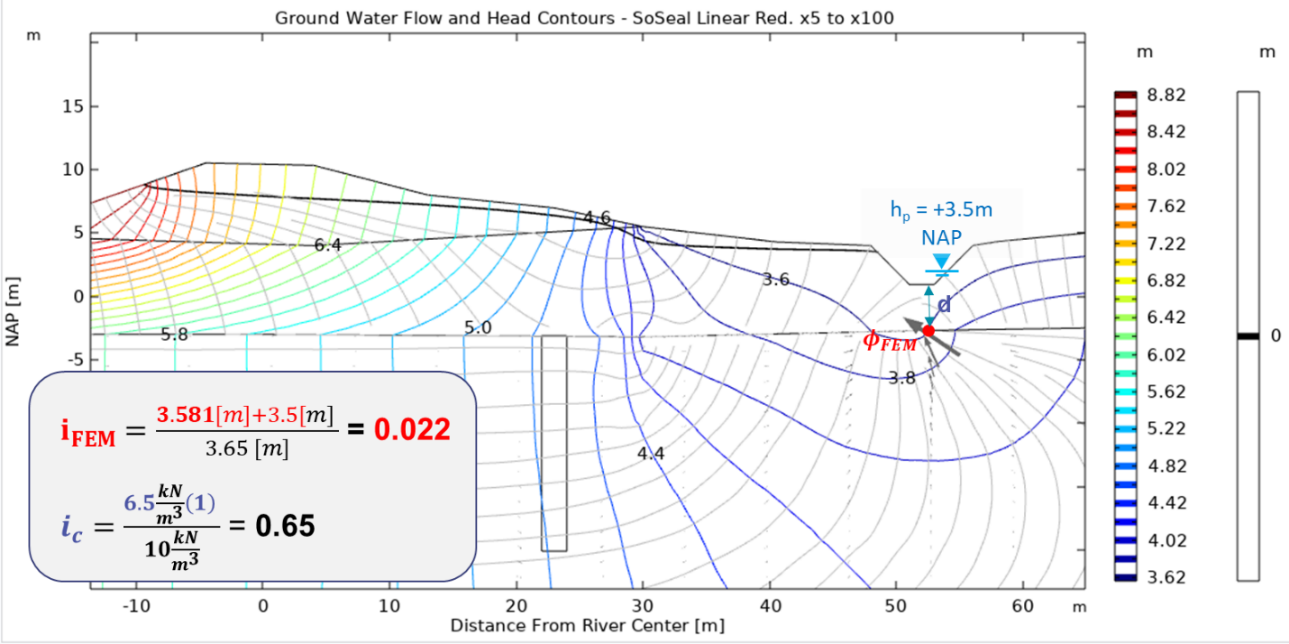 Ground Water Flow and Head Contours - SoSeal Linear Red. x5 to x100
m
m
m
15
10
5
0
-5
NAP [m]
4.6
6.4
5.8
5.0
3.6
3.8
4.4
hp = +3.5m
NAP
d
ϕFEM
iFEM = 3.581[m]+3.5[m] / 3.65 [m] = 0.022
ic = 6.5 kN/m³ (1) / 10 kN/m³ = 0.65
8.82
8.42
8.02
7.62
7.22
6.82
6.42
6.02
5.62
5.22
4.82
4.42
4.02
3.62
0
-10 0 10 20 30 40 50 60 m
Distance From River Center [m]